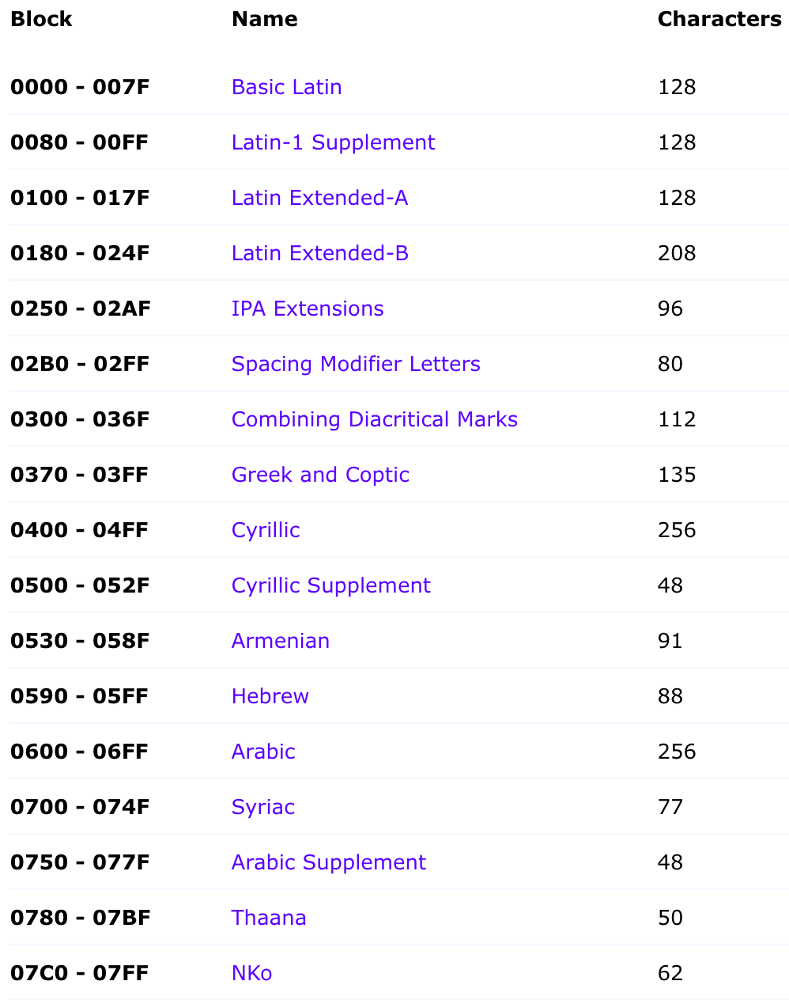 Block Name Characters
0000 - 007F Basic Latin 128
0080 - 00FF Latin-1 Supplement 128
0100 - 017F Latin Extended-A 128
0180 - 024F Latin Extended-B 208
0250 - 02AF IPA Extensions 96
02B0 - 02FF Spacing Modifier Letters 80
0300 - 036F Combining Diacritical Marks 112
0370 - 03FF Greek and Coptic 135
0400 - 04FF Cyrillic 256
0500 - 052F Cyrillic Supplement 48
0530 - 058F Armenian 91
0590 - 05FF Hebrew 88
0600 - 06FF Arabic 256
0700 - 074F Syriac 77
0750 - 077F Arabic Supplement 48
0780 - 07BF Thaana 50
07C0 - 07FF NKo 62